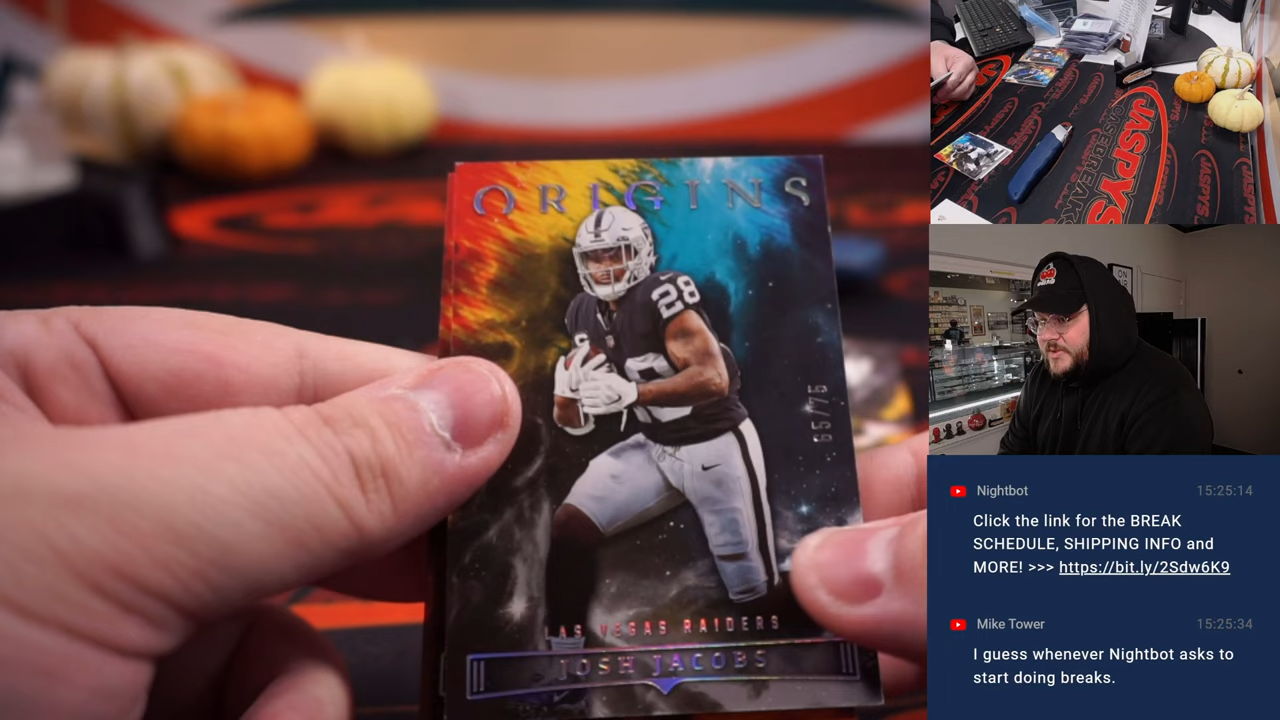 ORIGINS
28
65/75
LAS VEGAS RAIDERS
JOSH JACOBS
JASPYS
CASEBREAKS
Nightbot 15:25:14
Click the link for the BREAK
SCHEDULE, SHIPPING INFO and
MORE! >>> https://bit.ly/2Sdw6K9
Mike Tower 15:25:34
I guess whenever Nightbot asks to
start doing breaks.